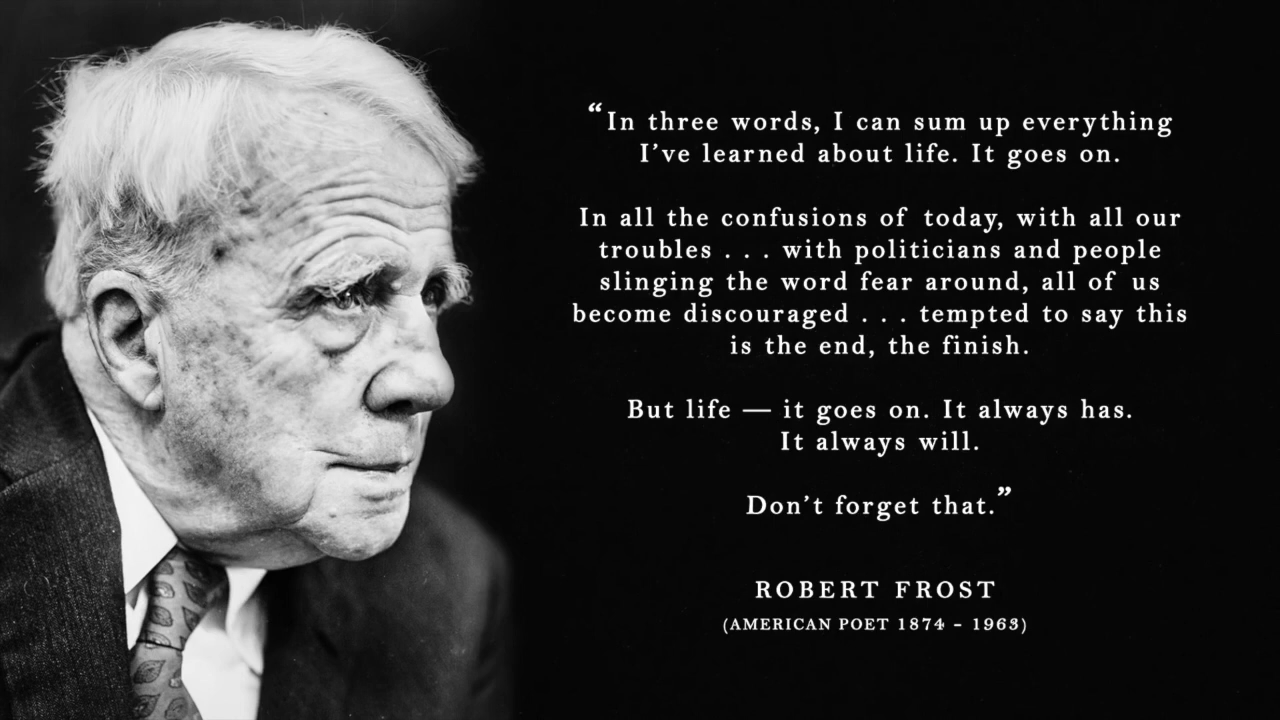 “In three words, I can sum up everything
I’ve learned about life. It goes on.
In all the confusions of today, with all our
troubles . . . with politicians and people
slinging the word fear around, all of us
become discouraged . . . tempted to say this
is the end, the finish.
But life — it goes on. It always has.
It always will.
Don’t forget that.”
ROBERT FROST
(AMERICAN POET 1874 – 1963)